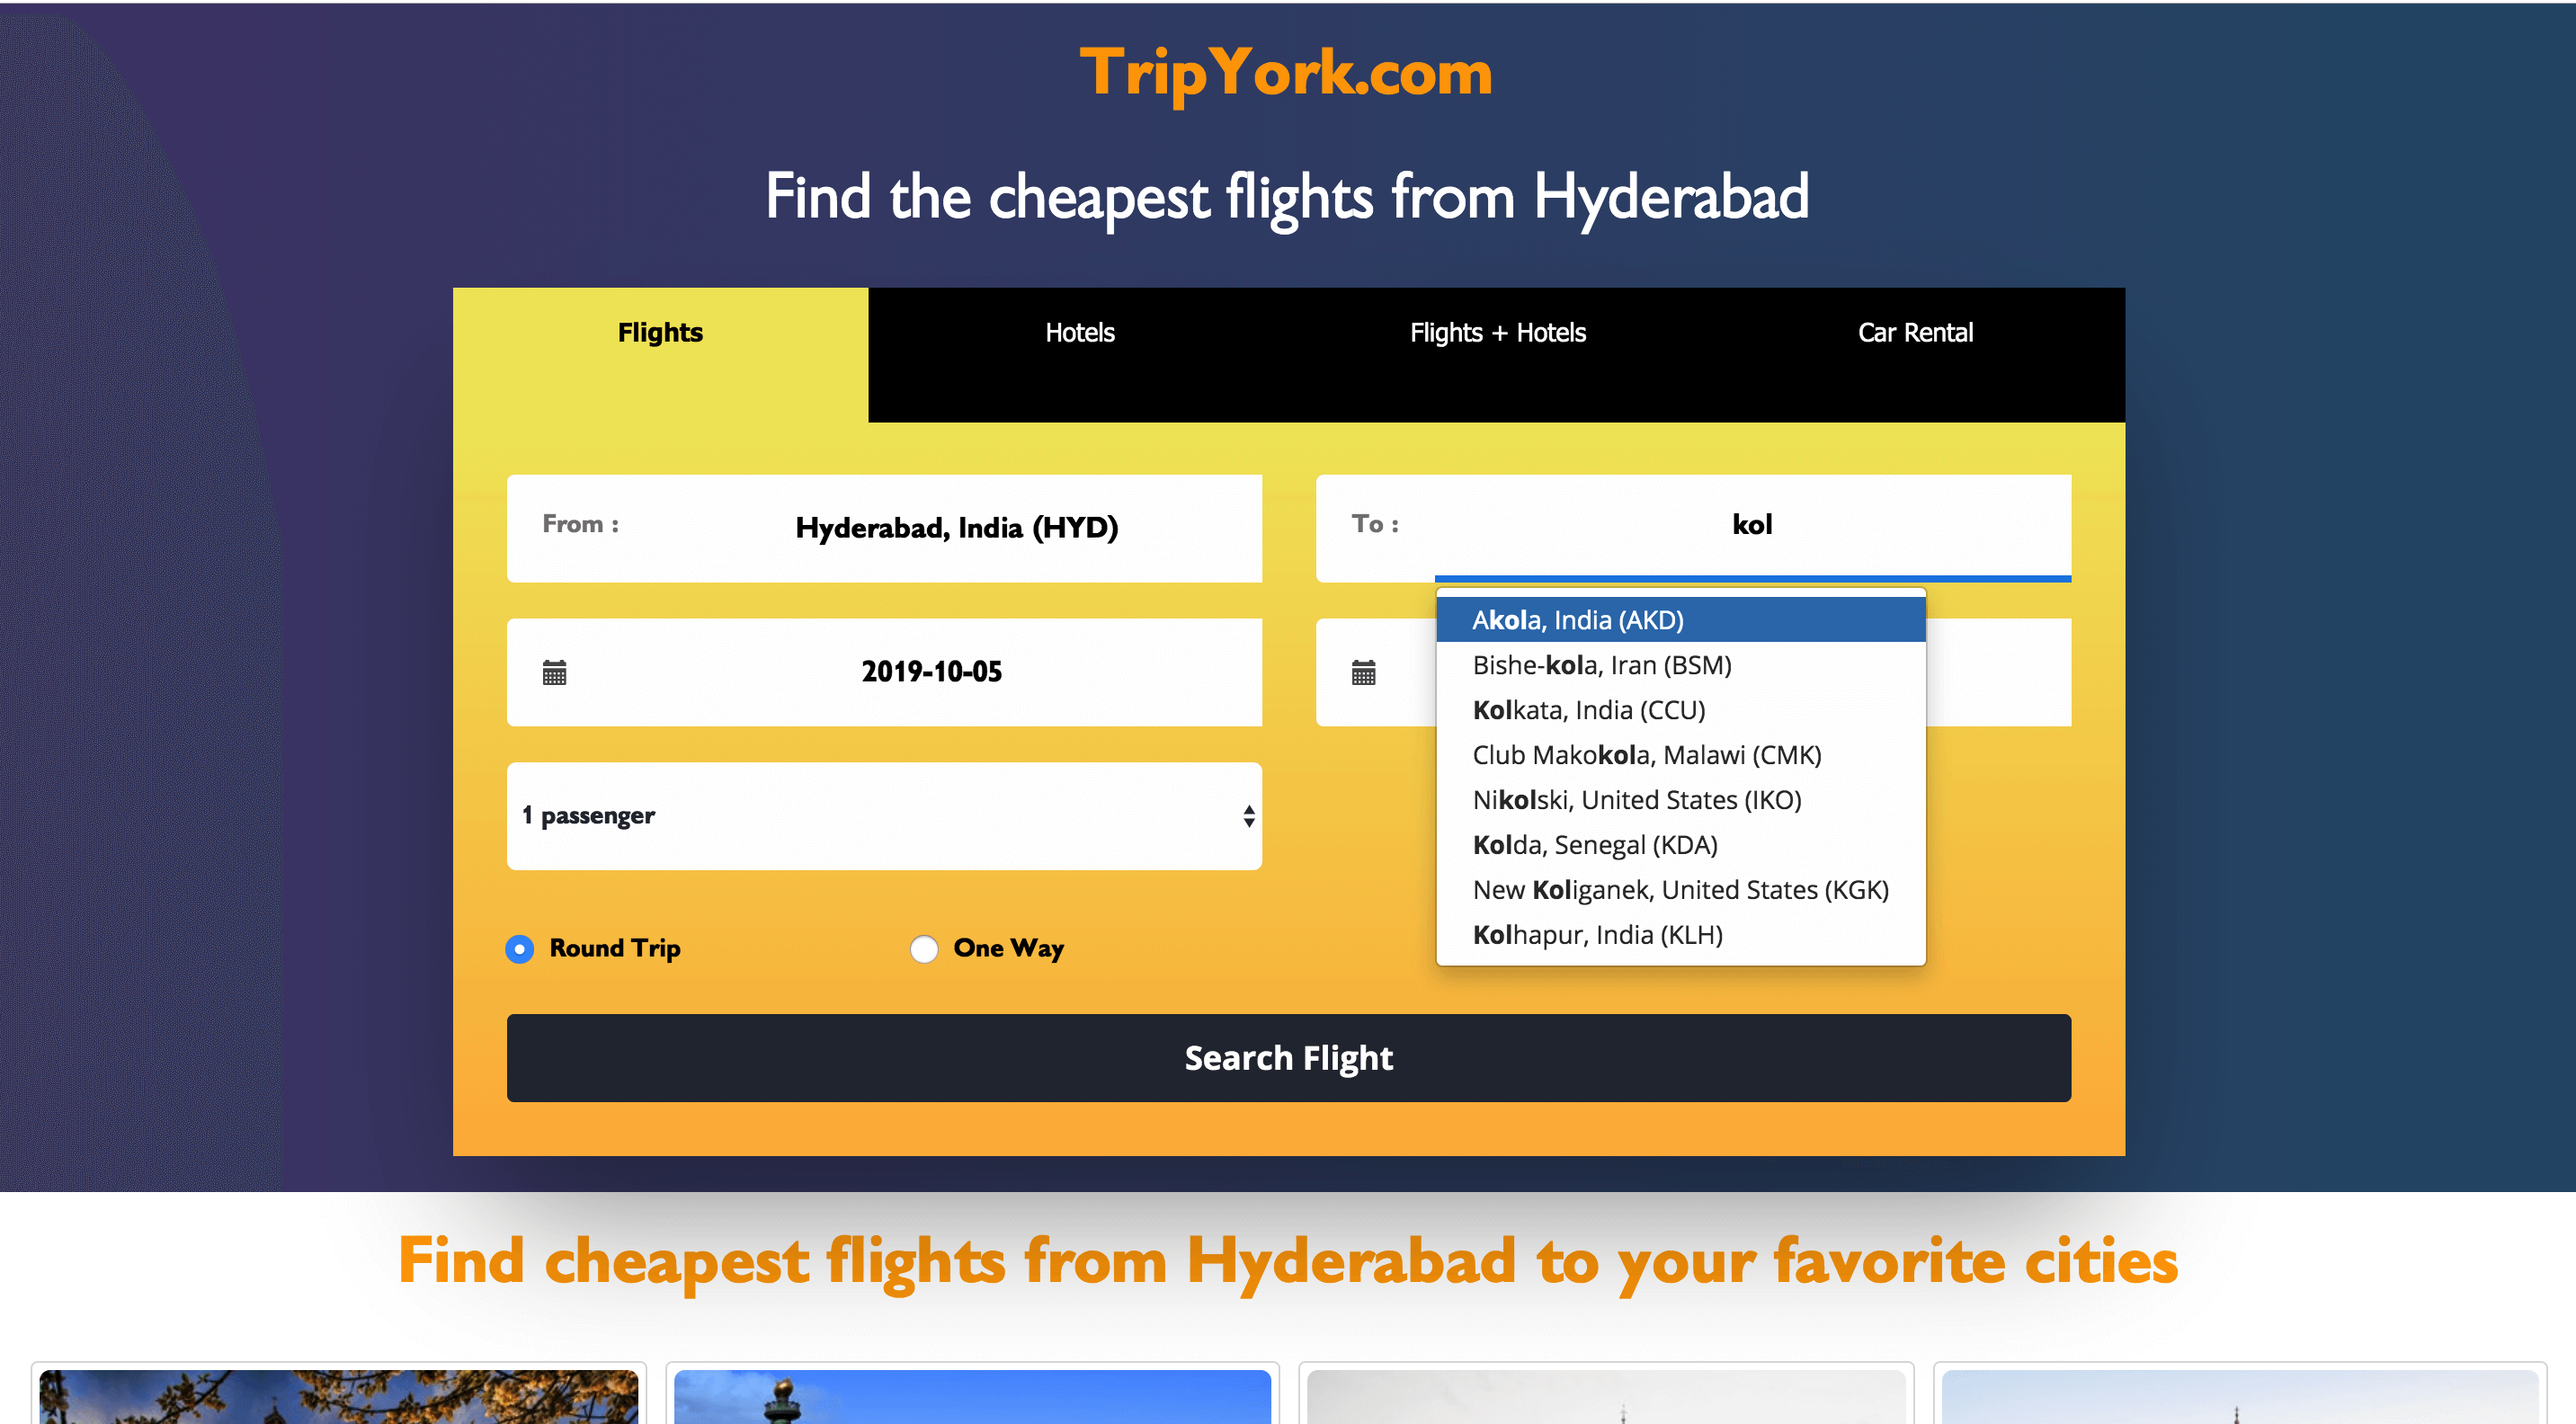 TripYork.com
Find the cheapest flights from Hyderabad
Flights
Hotels
Flights + Hotels
Car Rental
From :
Hyderabad, India (HYD)
To :
kol
2019-10-05
Akola, India (AKD)
Bishe-kola, Iran (BSM)
Kolkata, India (CCU)
Club Makokola, Malawi (CMK)
Nikolski, United States (IKO)
Kolda, Senegal (KDA)
New Koliganek, United States (KGK)
Kolhapur, India (KLH)
1 passenger
Round Trip
One Way
Search Flight
Find cheapest flights from Hyderabad to your favorite cities